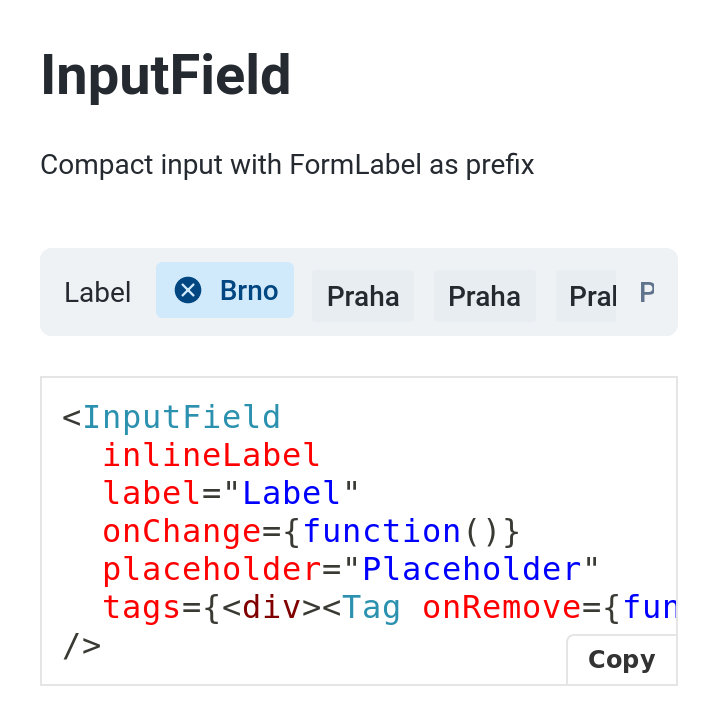 InputField
Compact input with FormLabel as prefix
Label Brno Praha Praha Pral P
<InputField
inlineLabel
label="Label"
onChange={function()}
placeholder="Placeholder"
tags={<div><Tag onRemove={fun
/>
Copy